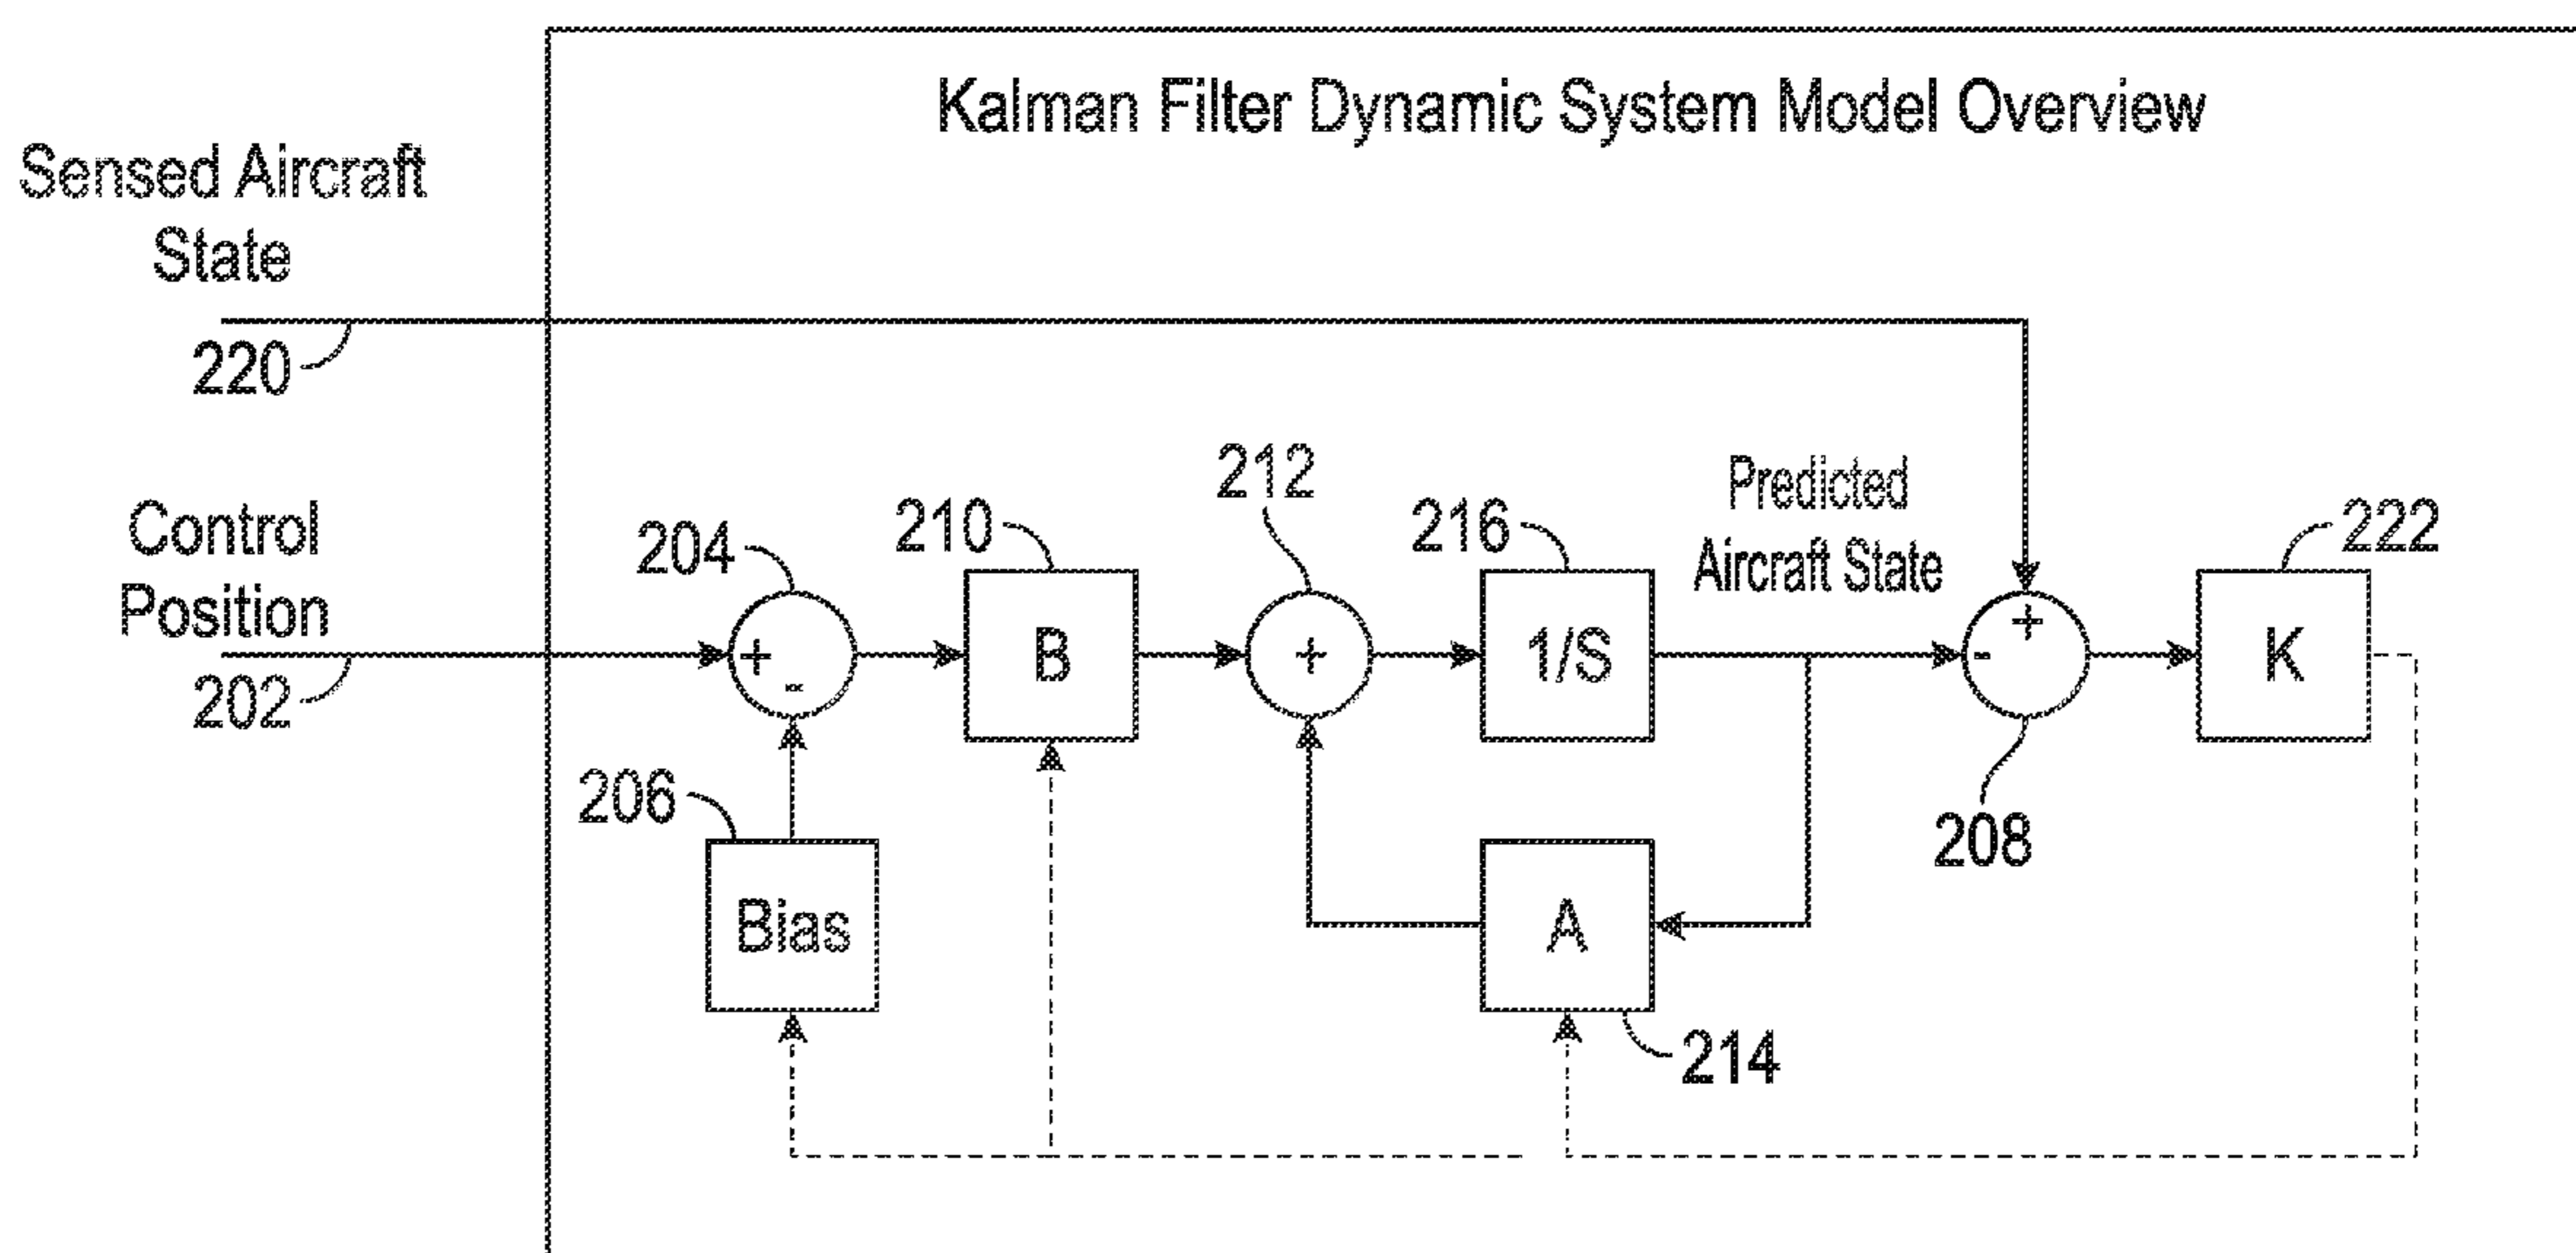 Kalman Filter Dynamic System Model Overview
Sensed Aircraft
State
220
Control
Position
202
204
+
-
206
Bias
210
B
212
+
216
1/S
Predicted
Aircraft State
A
214
+
-
208
222
K